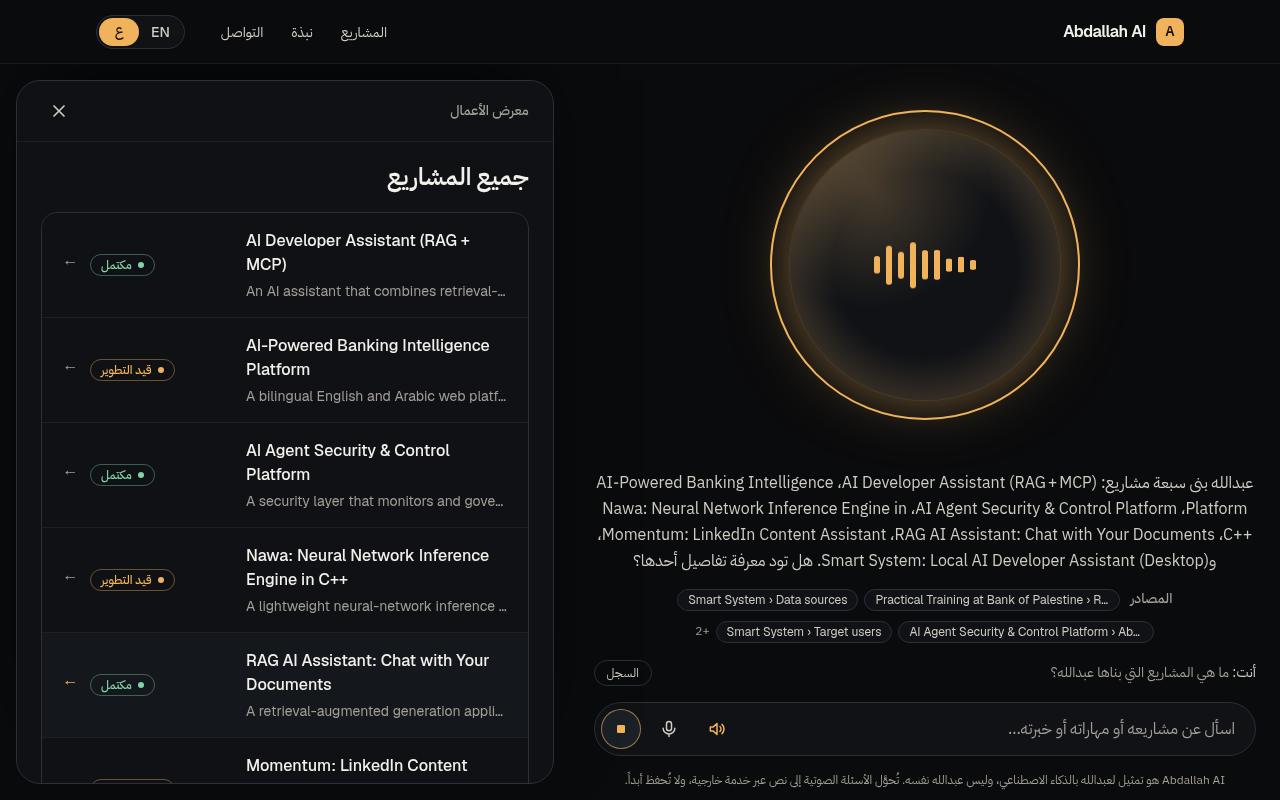 A Abdallah AI
المشاريع نبذة التواصل
EN ع
معرض الأعمال
جميع المشاريع
AI Developer Assistant (RAG + MCP)
An AI assistant that combines retrieval-…
مكتمل ←
AI-Powered Banking Intelligence Platform
A bilingual English and Arabic web platf…
قيد التطوير ←
AI Agent Security & Control Platform
A security layer that monitors and gove…
مكتمل ←
Nawa: Neural Network Inference Engine in C++
A lightweight neural-network inference …
قيد التطوير ←
RAG AI Assistant: Chat with Your Documents
A retrieval-augmented generation appli…
مكتمل ←
Momentum: LinkedIn Content
عبدالله بنى سبعة مشاريع: AI Developer Assistant (RAG + MCP)، AI-Powered Banking Intelligence
Platform، AI Agent Security & Control Platform، Nawa: Neural Network Inference Engine in
C++، RAG AI Assistant: Chat with Your Documents، Momentum: LinkedIn Content Assistant،
وSmart System: Local AI Developer Assistant (Desktop). هل تود معرفة تفاصيل أحدها؟
المصادر Practical Training at Bank of Palestine › R… Smart System › Data sources
AI Agent Security & Control Platform › Ab… Smart System › Target users 2+
أنت: ما هي المشاريع التي بناها عبدالله؟
السجل
اسأل عن مشاريعه أو مهاراته أو خبرته...
Abdallah AI هو تمثيل لعبدالله بالذكاء الاصطناعي، وليس عبدالله نفسه. تُحوَّل الأسئلة الصوتية إلى نص عبر خدمة خارجية، ولا تُحفظ أبداً.